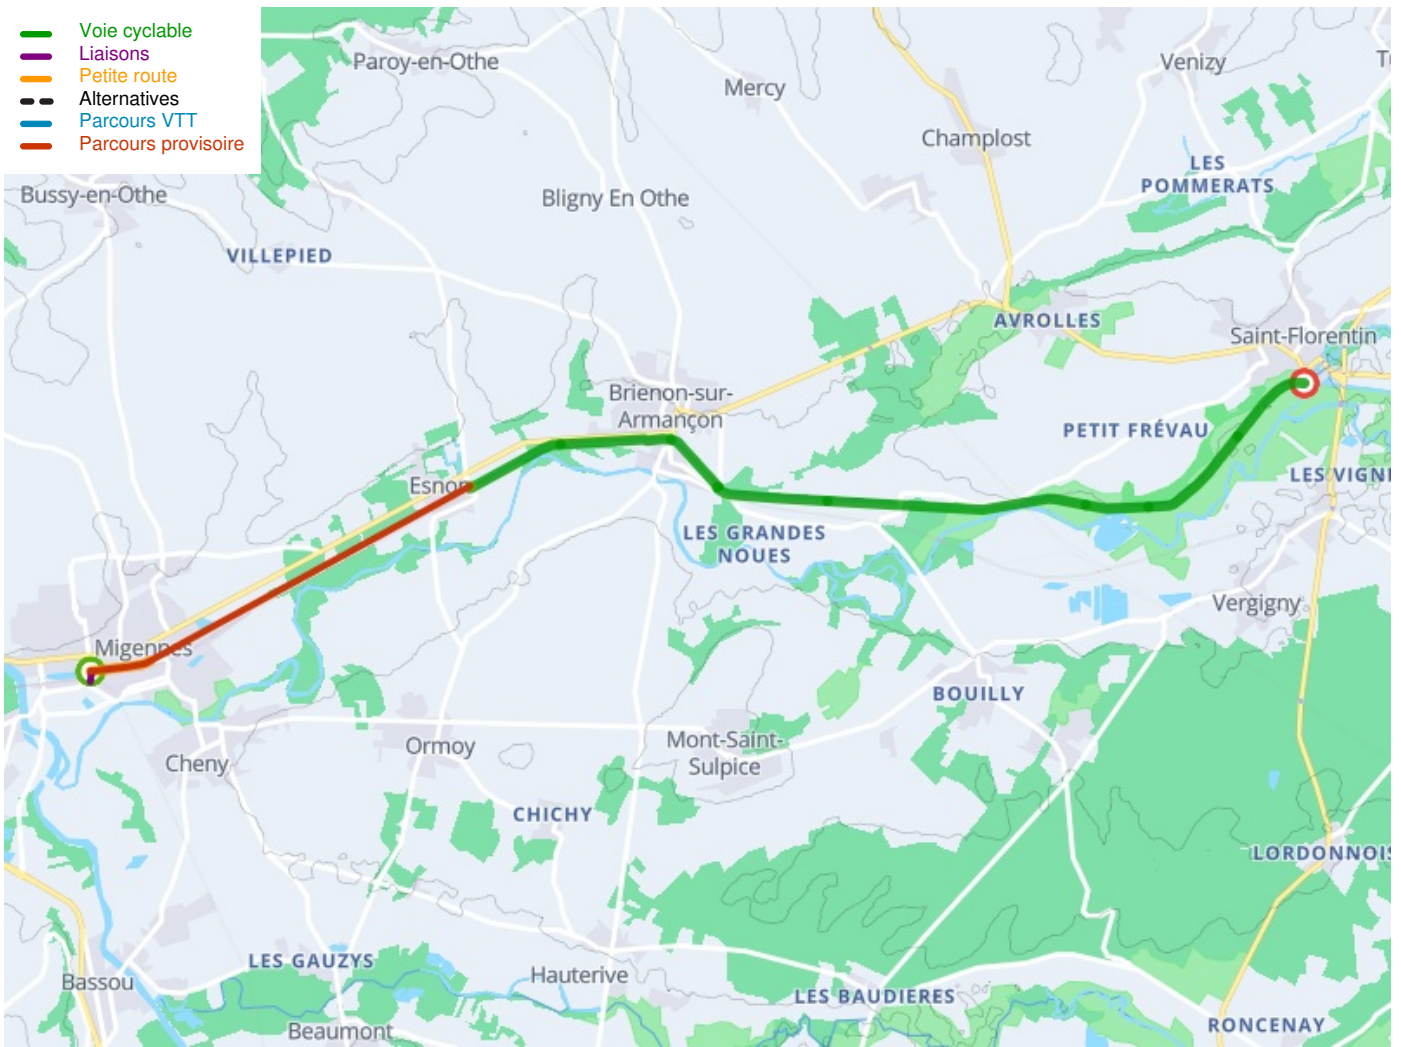 Voie cyclable
Liaisons
Petite route
Alternatives
Parcours VTT
Parcours provisoire
Paroy-en-Othe
Mercy
Venizy
Champlost
LES
POMMERATS
Bussy-en-Othe
Bligny En Othe
VILLEPIED
AVROLLES
Saint-Florentin
Brienon-sur-
Armançon
PETIT FRÉVAU
LES VIGN
Esnon
LES GRANDES
NOUES
Vergigny
Migennes
BOUILLY
Cheny
Ormoy
Mont-Saint-
Sulpice
CHICHY
LORDONNOIS
LES GAUZYS
Hauterive
Bassou
LES BAUDIERES
Beaumont
RONCENAY